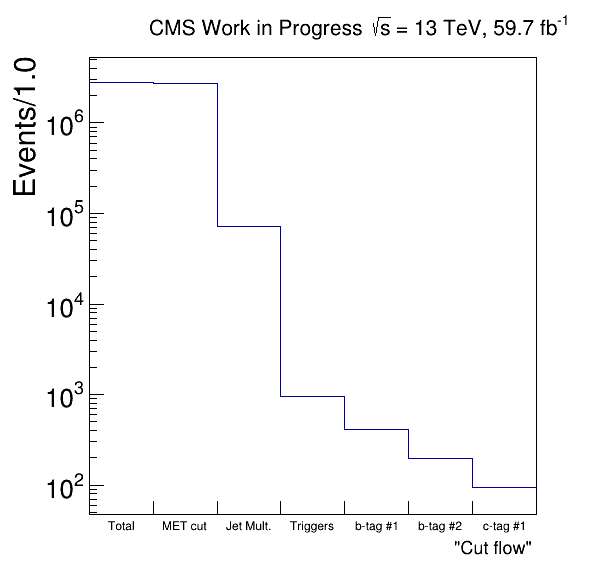 CMS Work in Progress √s = 13 TeV, 59.7 fb⁻¹
Events/1.0
10⁶
10⁵
10⁴
10³
10²
Total MET cut Jet Mult. Triggers b-tag #1 b-tag #2 c-tag #1
"Cut flow"